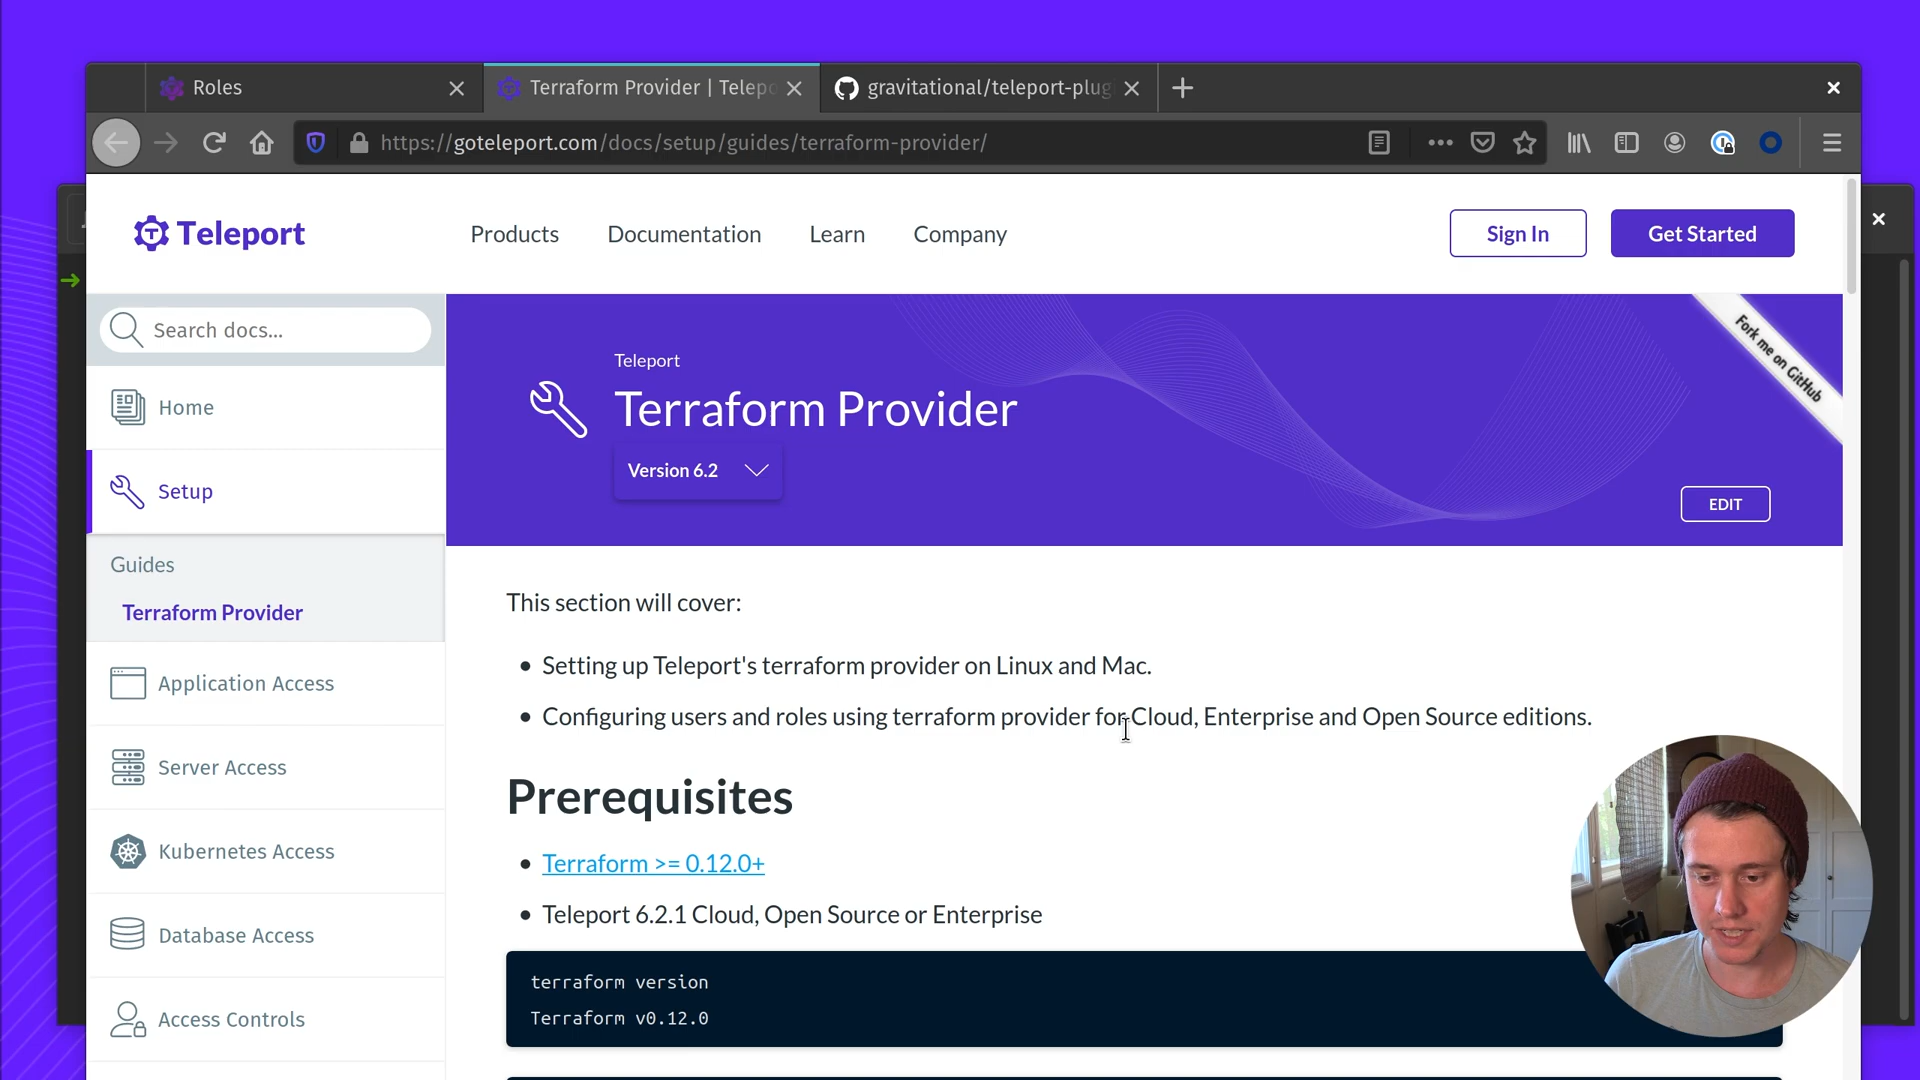 Roles
Terraform Provider | Telepo
gravitational/teleport-plug
https://goteleport.com/docs/setup/guides/terraform-provider/
Teleport
Products
Documentation
Learn
Company
Sign In
Get Started
Search docs...
Home
Setup
Guides
Terraform Provider
Application Access
Server Access
Kubernetes Access
Database Access
Access Controls
Teleport
Terraform Provider
Version 6.2
Fork me on GitHub
EDIT
This section will cover:
• Setting up Teleport's terraform provider on Linux and Mac.
• Configuring users and roles using terraform provider for Cloud, Enterprise and Open Source editions.
Prerequisites
• Terraform >= 0.12.0+
• Teleport 6.2.1 Cloud, Open Source or Enterprise
terraform version
Terraform v0.12.0